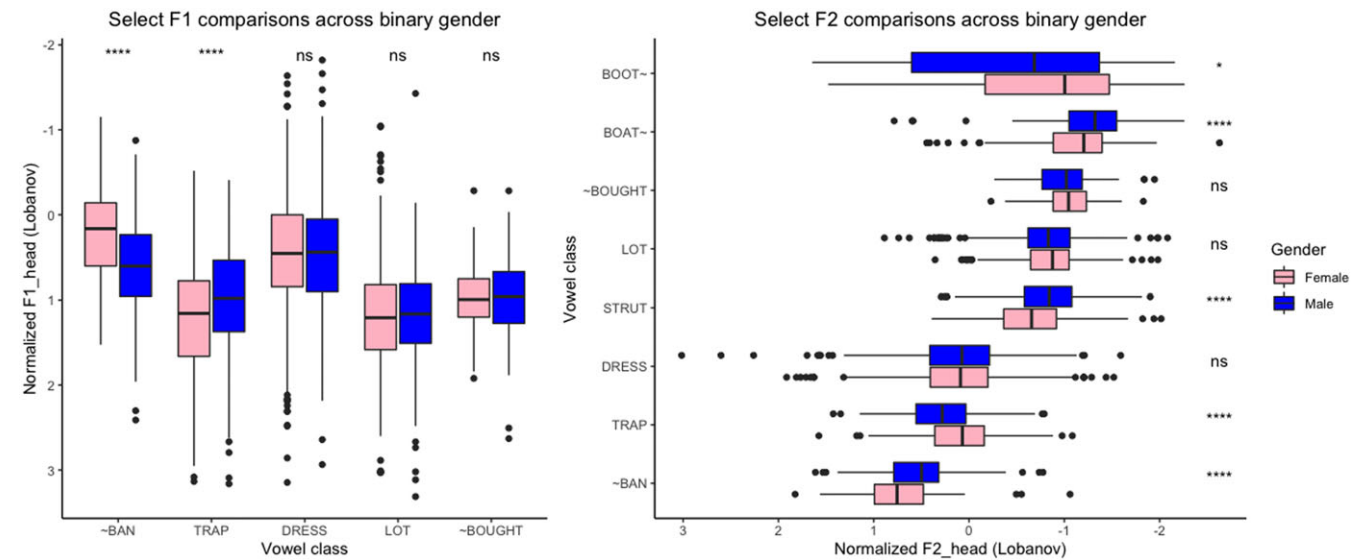 Select F1 comparisons across binary gender
-2
-1
0
1
2
3
Normalized F1_head (Lobanov)
****
****
ns
ns
ns
~BAN
TRAP
DRESS
LOT
~BOUGHT
Vowel class
Select F2 comparisons across binary gender
Vowel class
BOOT~
*
BOAT~
****
~BOUGHT
ns
LOT
ns
STRUT
****
DRESS
ns
TRAP
****
~BAN
****
3
2
1
0
-1
-2
Normalized F2_head (Lobanov)
Gender
Female
Male